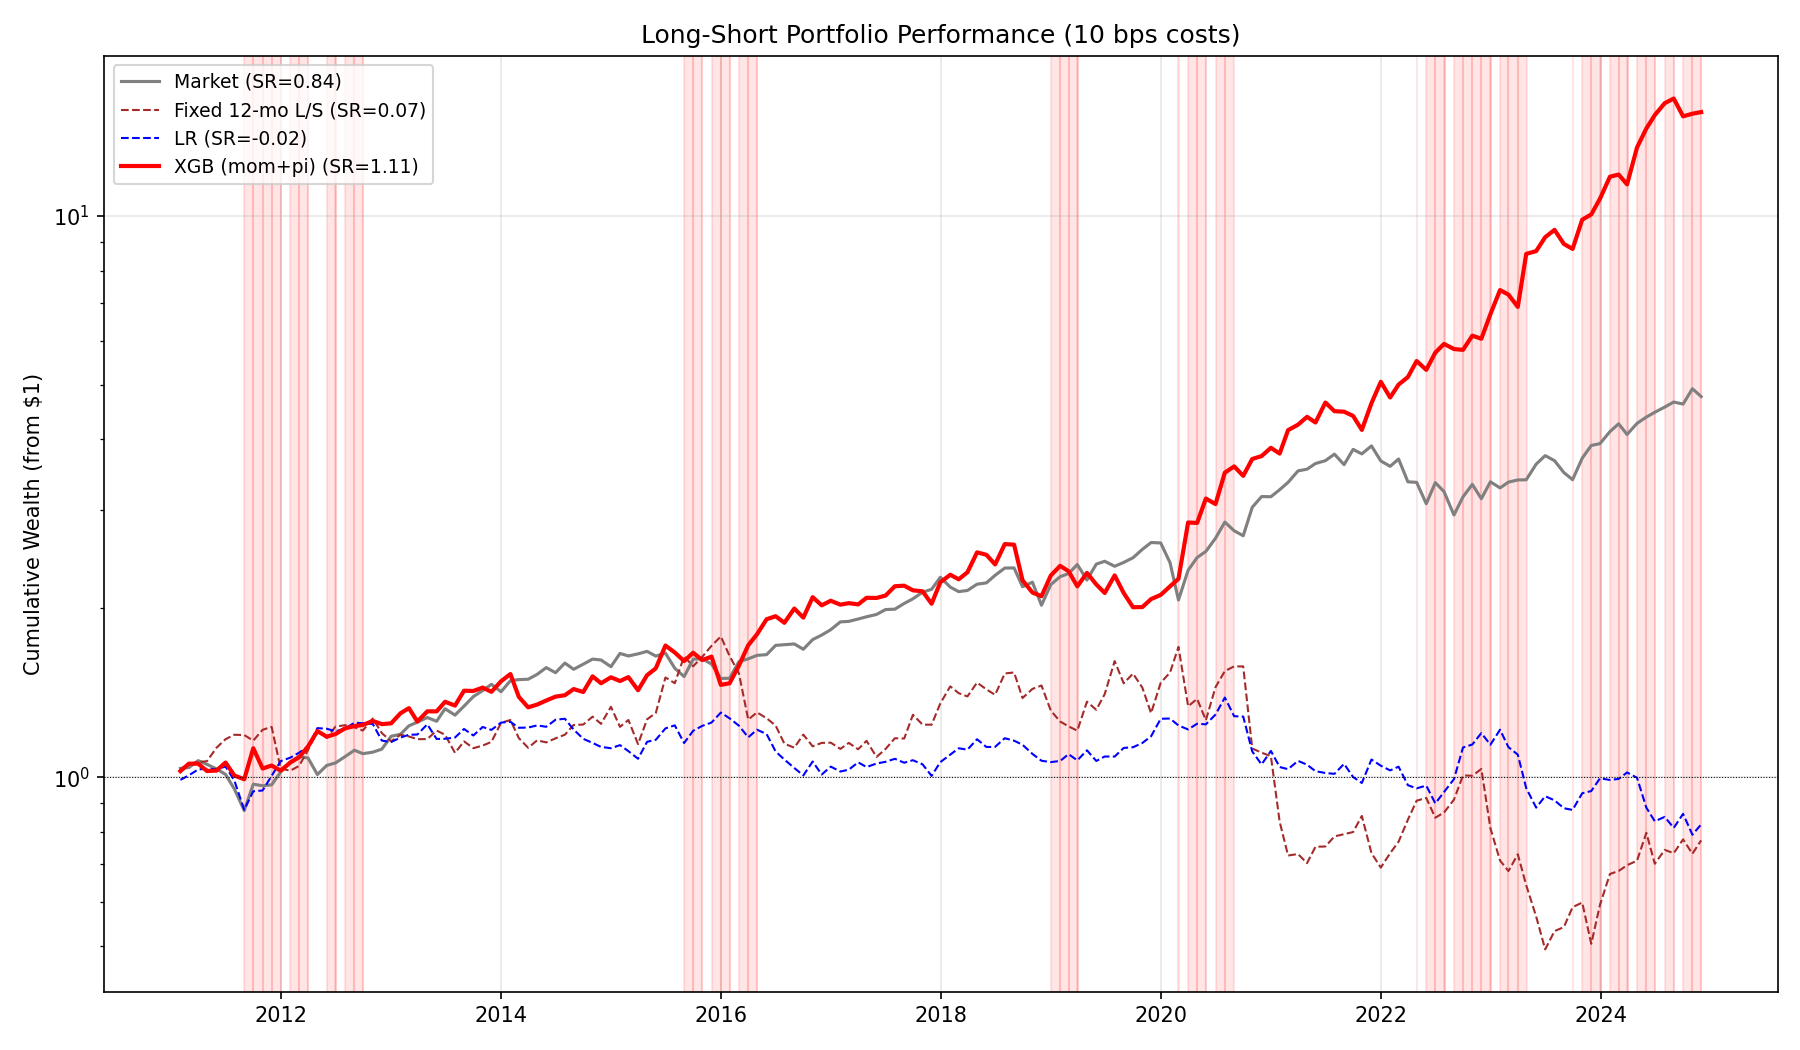 Long-Short Portfolio Performance (10 bps costs)
Market (SR=0.84)
Fixed 12-mo L/S (SR=0.07)
LR (SR=-0.02)
XGB (mom+pi) (SR=1.11)
Cumulative Wealth (from $1)
10¹
10⁰
2012 2014 2016 2018 2020 2022 2024